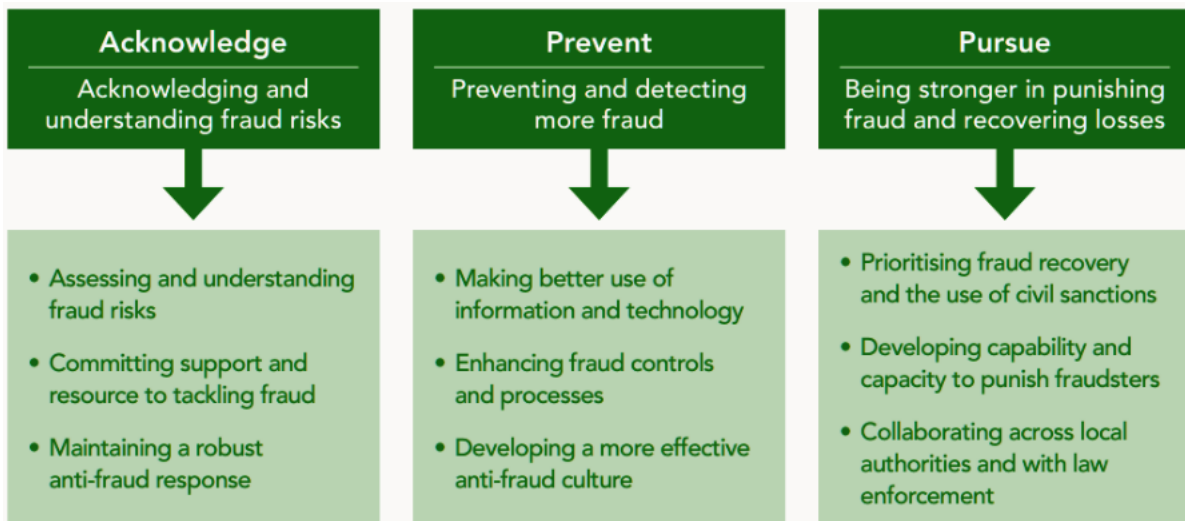 Acknowledge
Acknowledging and
understanding fraud risks
• Assessing and understanding
fraud risks
• Committing support and
resource to tackling fraud
• Maintaining a robust
anti-fraud response
Prevent
Preventing and detecting
more fraud
• Making better use of
information and technology
• Enhancing fraud controls
and processes
• Developing a more effective
anti-fraud culture
Pursue
Being stronger in punishing
fraud and recovering losses
• Prioritising fraud recovery
and the use of civil sanctions
• Developing capability and
capacity to punish fraudsters
• Collaborating across local
authorities and with law
enforcement